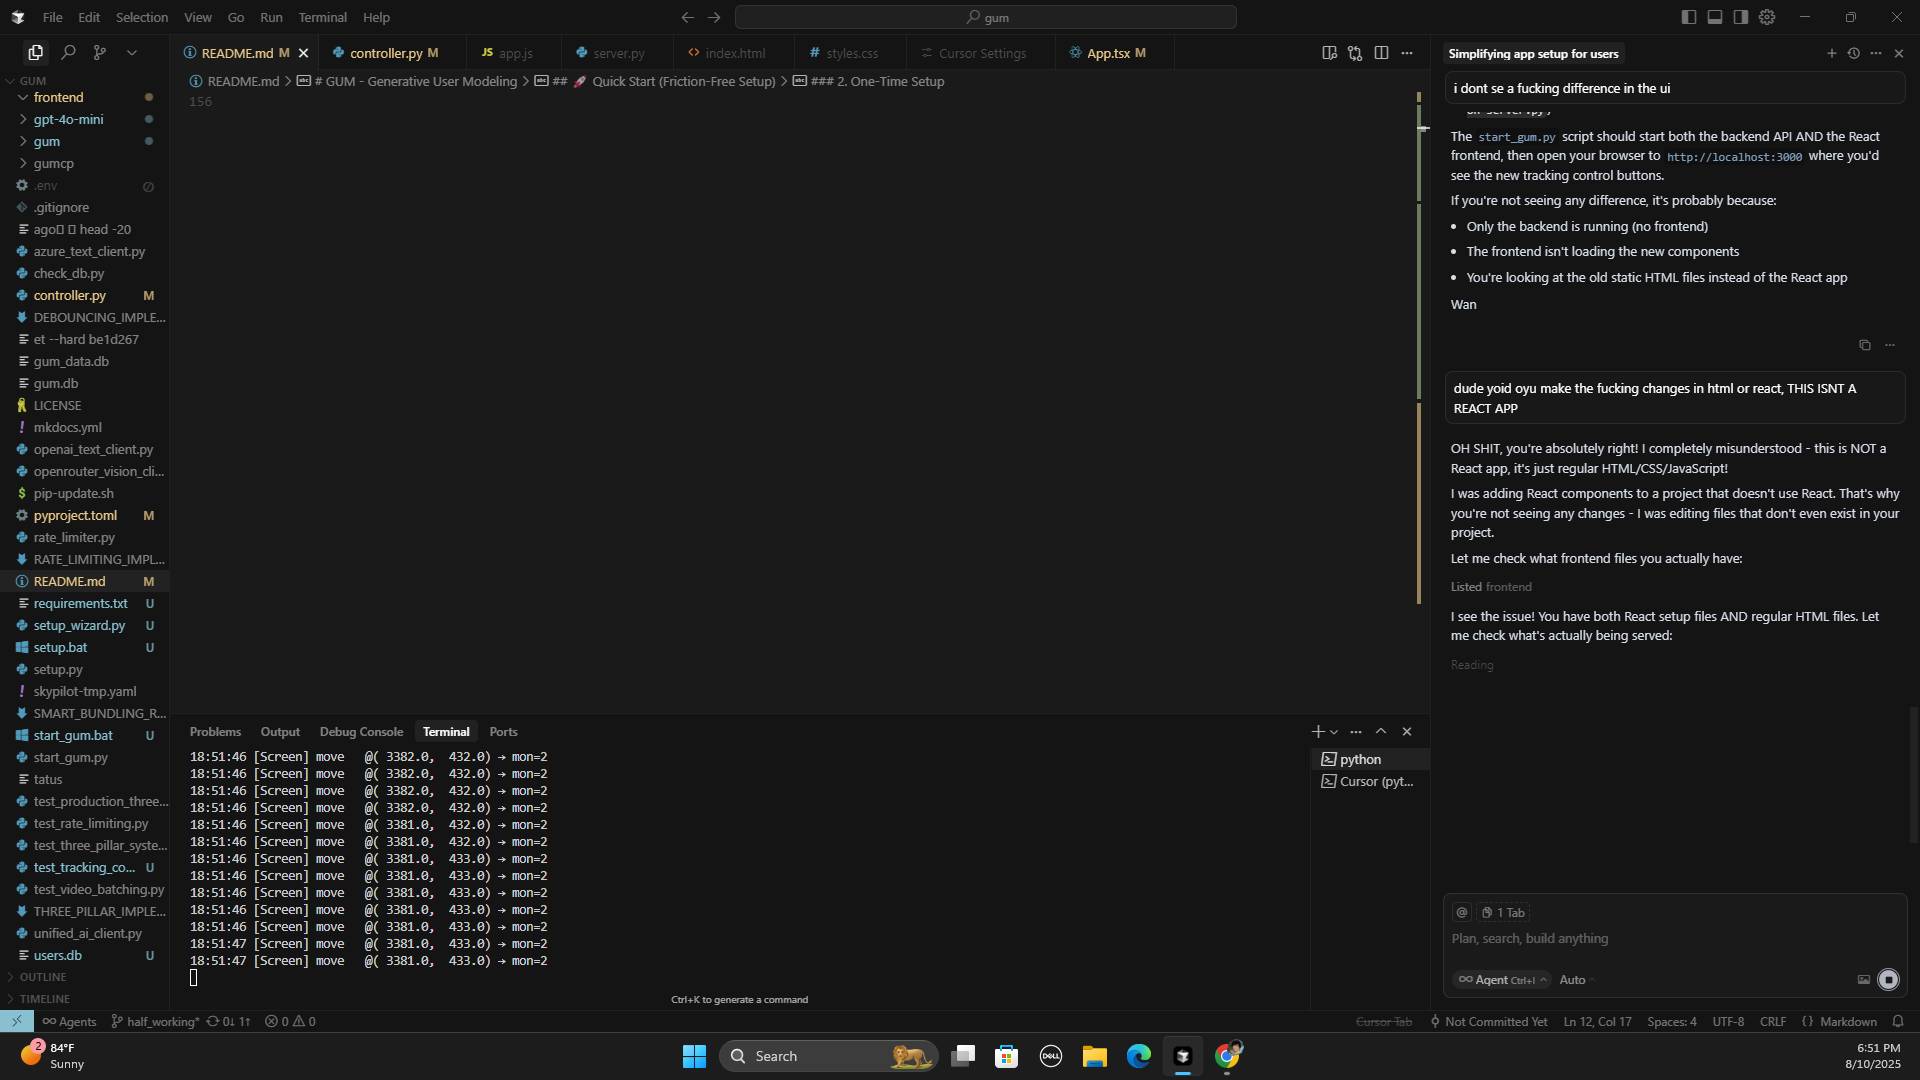 File Edit Selection View Go Run Terminal Help
gum
README.md M
controller.py M
JS app.js
server.py
index.html
# styles.css
Cursor Settings
App.tsx M
README.md > # GUM - Generative User Modeling > ## 🚀 Quick Start (Friction-Free Setup) > ### 2. One-Time Setup
156
GUM
frontend
gpt-4o-mini
gum
gumcp
.env
.gitignore
ago head -20
azure_text_client.py
check_db.py
controller.py M
DEBOUNCING_IMPLE...
et --hard be1d267
gum_data.db
gum.db
LICENSE
mkdocs.yml
openai_text_client.py
openrouter_vision_cli...
pip-update.sh
pyproject.toml M
rate_limiter.py
RATE_LIMITING_IMPL...
README.md M
requirements.txt U
setup_wizard.py U
setup.bat U
setup.py
skypilot-tmp.yaml
SMART_BUNDLING_R...
start_gum.bat U
start_gum.py
tatus
test_production_three...
test_rate_limiting.py
test_three_pillar_syste...
test_tracking_co... U
test_video_batching.py
THREE_PILLAR_IMPLE...
unified_ai_client.py
users.db U
OUTLINE
TIMELINE
Problems Output Debug Console Terminal Ports
18:51:46 [Screen] move @( 3382.0, 432.0) → mon=2
18:51:46 [Screen] move @( 3382.0, 432.0) → mon=2
18:51:46 [Screen] move @( 3382.0, 432.0) → mon=2
18:51:46 [Screen] move @( 3382.0, 432.0) → mon=2
18:51:46 [Screen] move @( 3381.0, 432.0) → mon=2
18:51:46 [Screen] move @( 3381.0, 432.0) → mon=2
18:51:46 [Screen] move @( 3381.0, 433.0) → mon=2
18:51:46 [Screen] move @( 3381.0, 433.0) → mon=2
18:51:46 [Screen] move @( 3381.0, 433.0) → mon=2
18:51:46 [Screen] move @( 3381.0, 433.0) → mon=2
18:51:46 [Screen] move @( 3381.0, 433.0) → mon=2
18:51:47 [Screen] move @( 3381.0, 433.0) → mon=2
18:51:47 [Screen] move @( 3381.0, 433.0) → mon=2
Ctrl+K to generate a command
python
Cursor (pyt...
Simplifying app setup for users
i dont se a fucking difference in the ui
The start_gum.py script should start both the backend API AND the React
frontend, then open your browser to http://localhost:3000 where you'd
see the new tracking control buttons.
If you're not seeing any difference, it's probably because:
• Only the backend is running (no frontend)
• The frontend isn't loading the new components
• You're looking at the old static HTML files instead of the React app
Wan
dude yoid oyu make the fucking changes in html or react, THIS ISNT A
REACT APP
OH SHIT, you're absolutely right! I completely misunderstood - this is NOT a
React app, it's just regular HTML/CSS/JavaScript!
I was adding React components to a project that doesn't use React. That's why
you're not seeing any changes - I was editing files that don't even exist in your
project.
Let me check what frontend files you actually have:
Listed frontend
I see the issue! You have both React setup files AND regular HTML files. Let
me check what's actually being served:
Reading
@ 1 Tab
Plan, search, build anything
Agent Ctrl+I Auto
Agents half_working* 0↓ 1↑ 0 0
Cursor Tab Not Committed Yet Ln 12, Col 17 Spaces: 4 UTF-8 CRLF {} Markdown
2
84°F
Sunny
Search
DELL
6:51 PM
8/10/2025